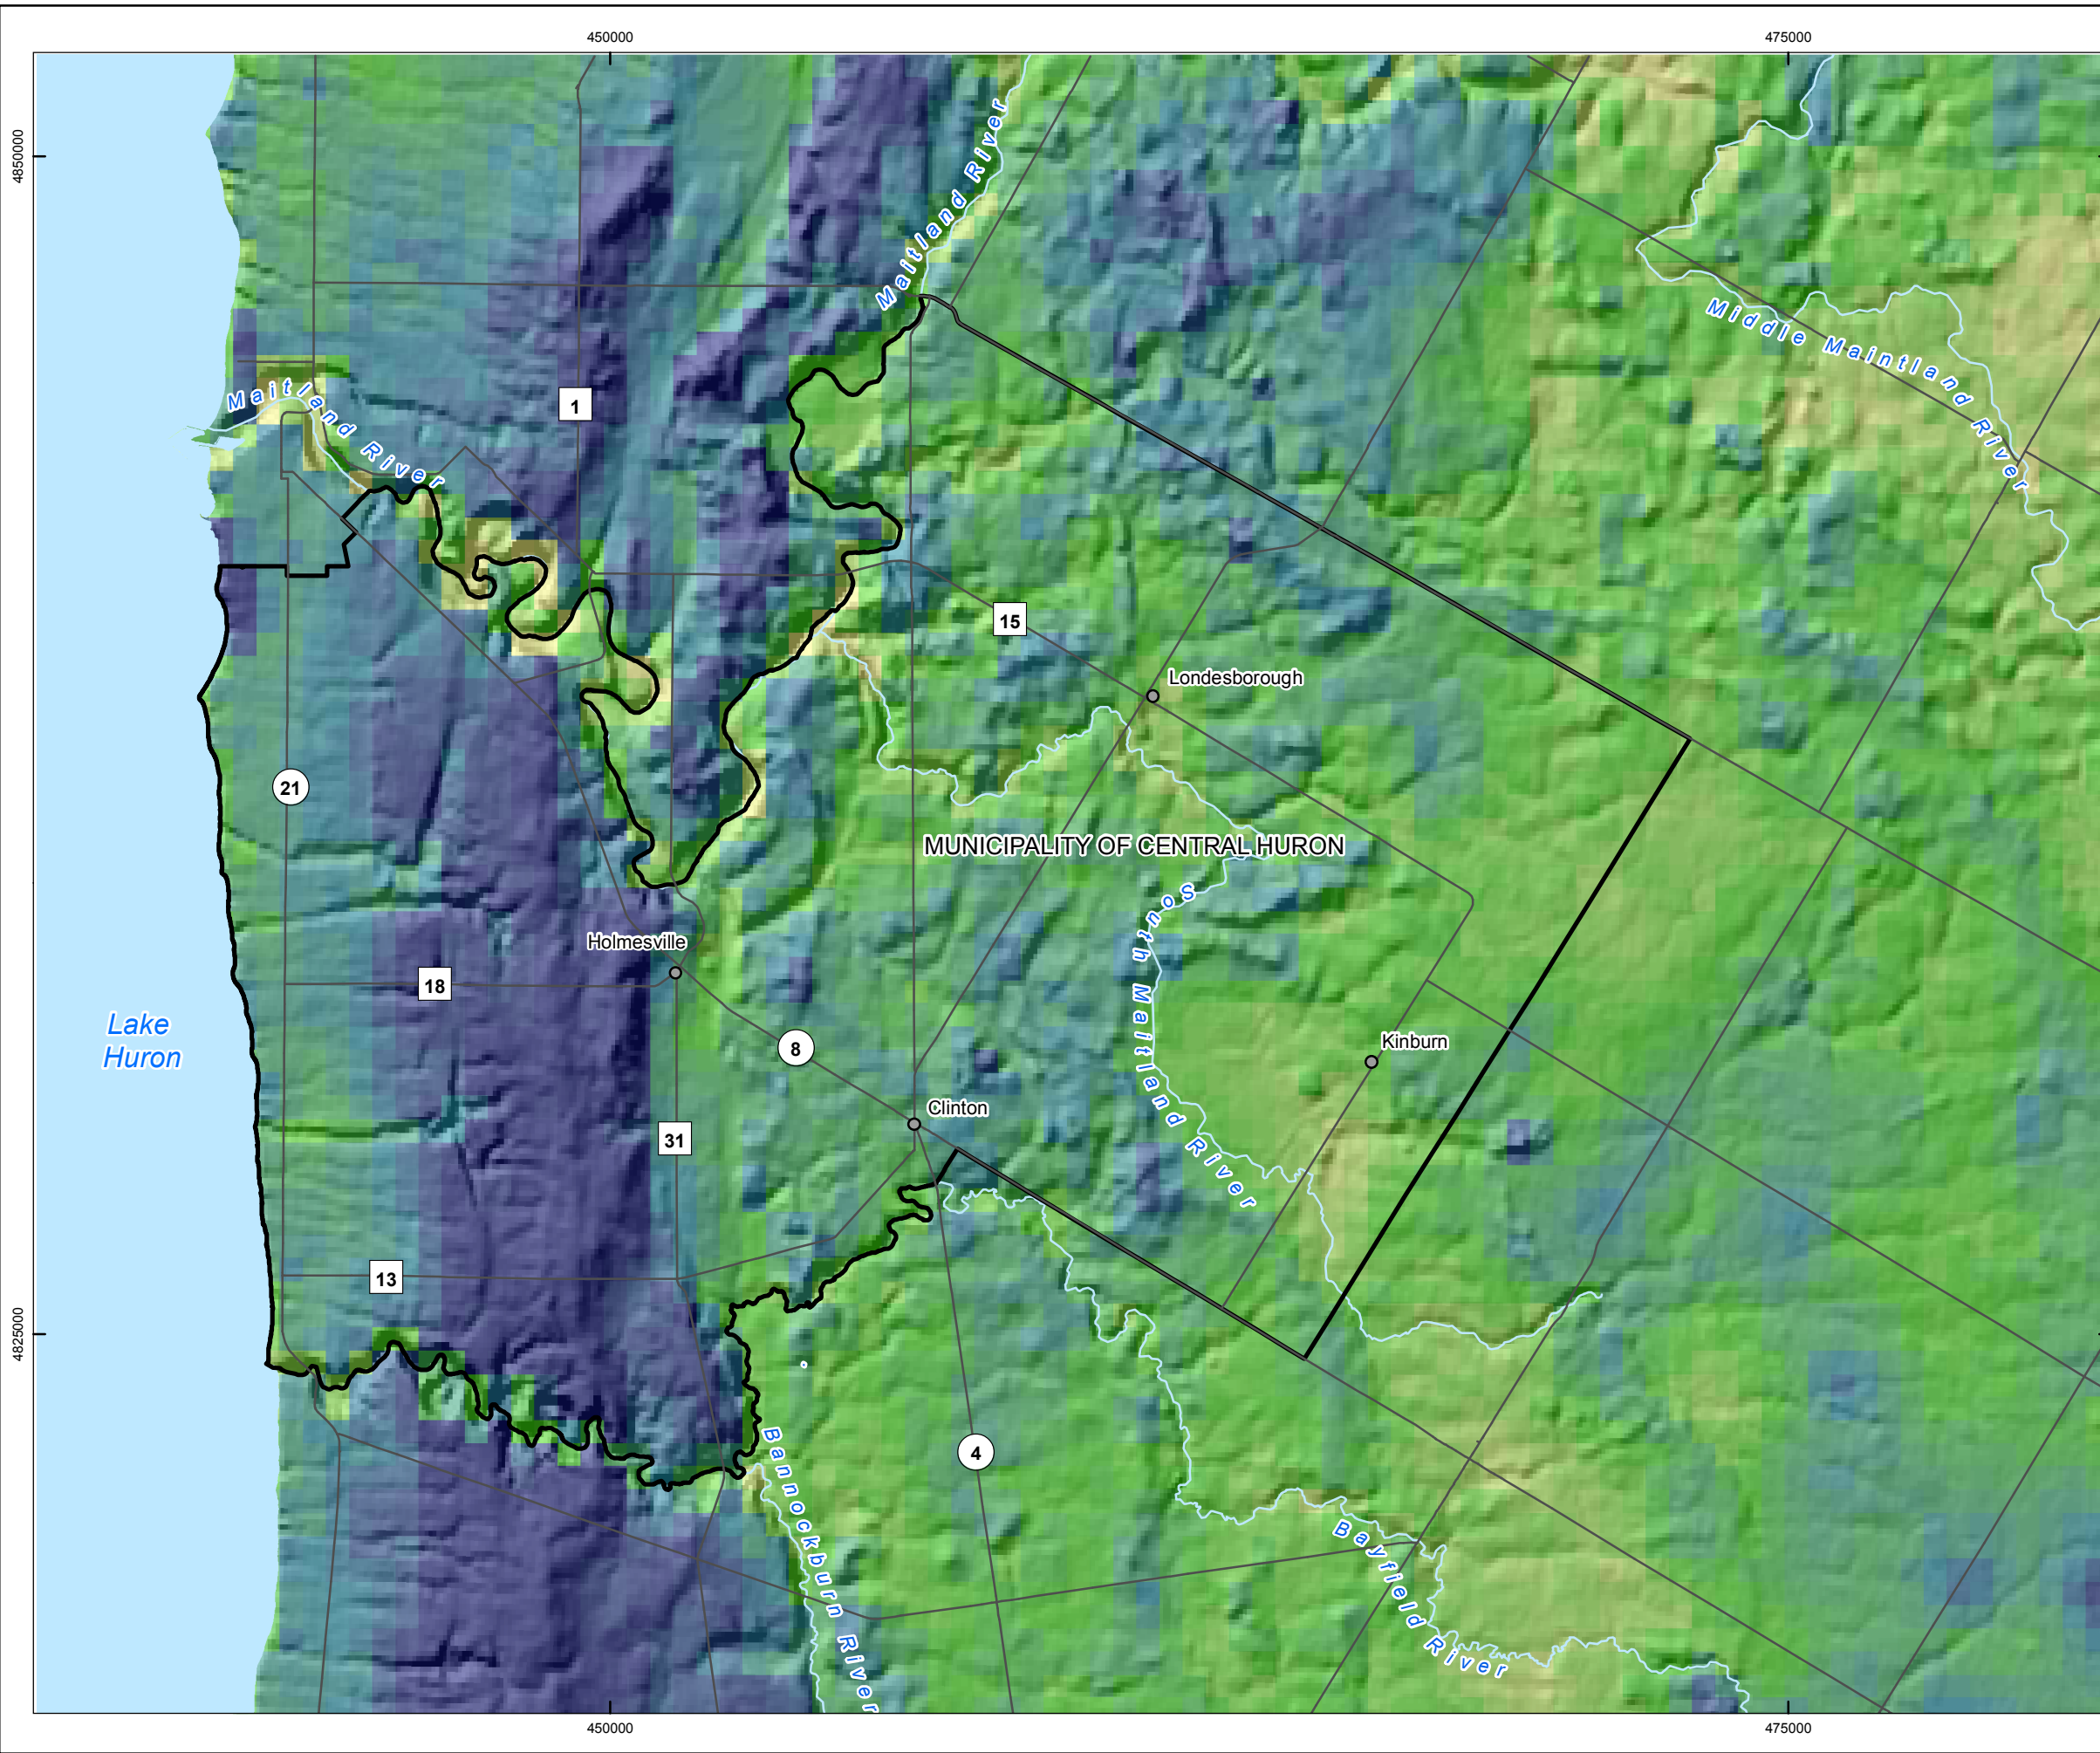 450000
475000
4850000
Maitland River
Middle Maintland River
Maitland River
1
15
Londesborough
21
MUNICIPALITY OF CENTRAL HURON
South Maitland River
Holmesville
18
Lake
Huron
8
Kinburn
Clinton
31
13
4825000
4
Bannockburn River
Bayfield River
450000
475000